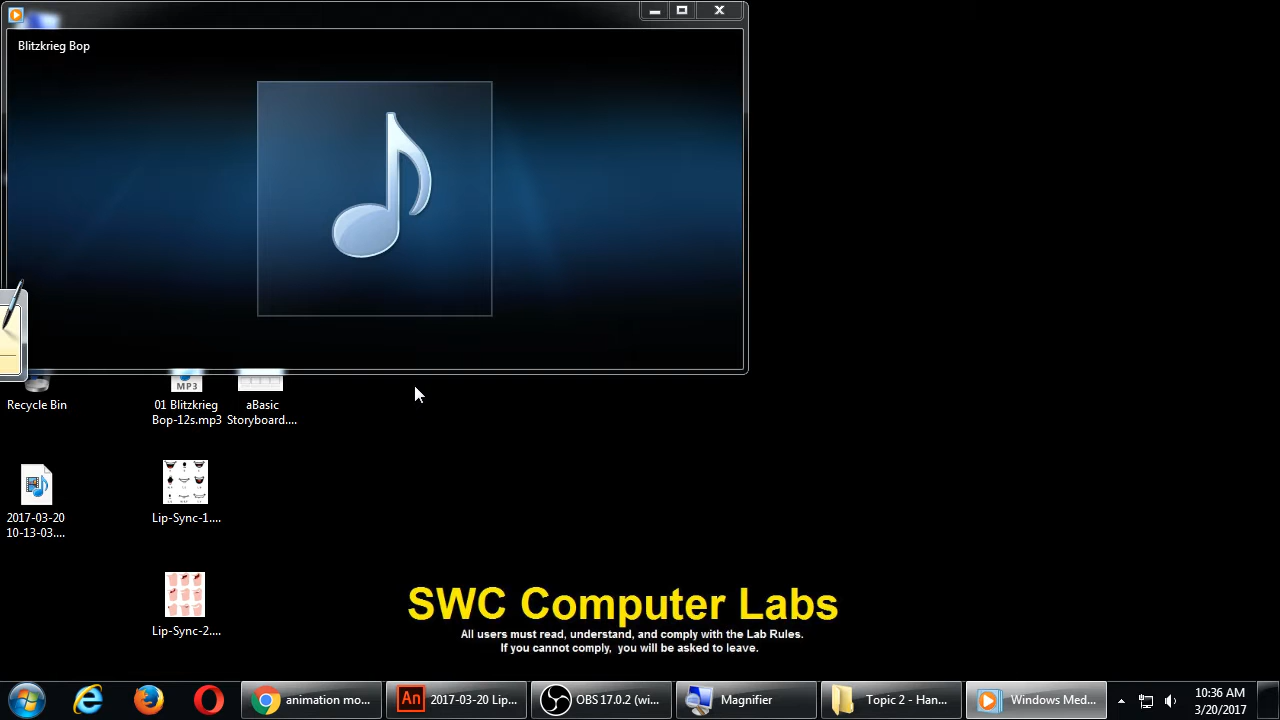 Blitzkrieg Bop
MP3
Recycle Bin
01 Blitzkrieg
Bop-12s.mp3
aBasic
Storyboard....
2017-03-20
10-13-03....
Lip-Sync-1....
Lip-Sync-2....
SWC Computer Labs
All users must read, understand, and comply with the Lab Rules.
If you cannot comply, you will be asked to leave.
animation mo...
An
2017-03-20 Lip...
OBS 17.0.2 (wi...
Magnifier
Topic 2 - Han...
Windows Med...
10:36 AM
3/20/2017